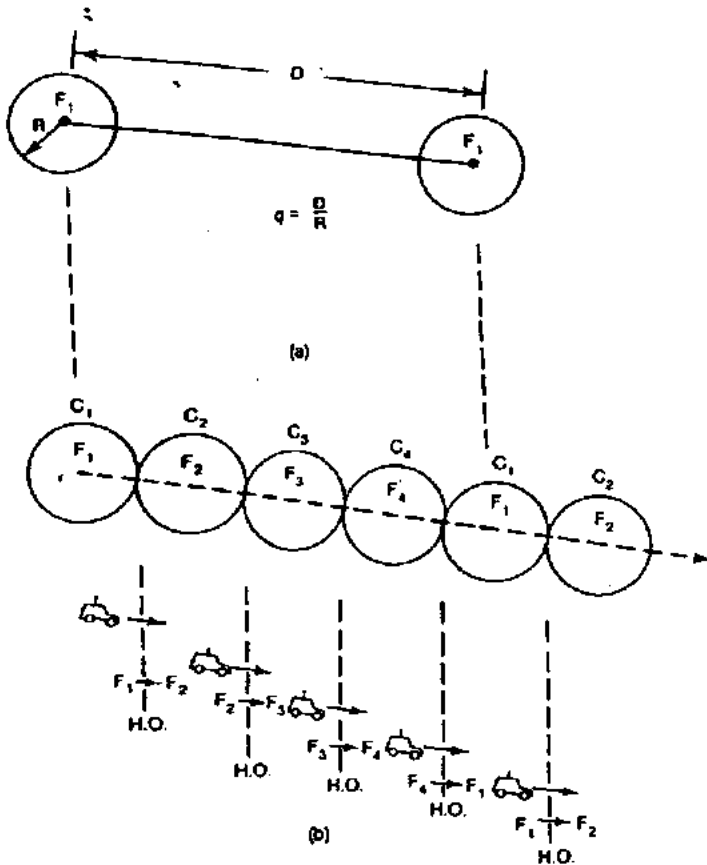 D
F₁
R
F₁
q = D/R
(a)
C₁ C₂ C₃ C₄ C₁ C₂
F₁ F₂ F₃ F₄ F₁ F₂
F₁ → F₂
H.O.
F₂ → F₃
H.O.
F₃ → F₄
H.O.
F₄ → F₁
H.O.
F₁ → F₂
H.O.
(b)